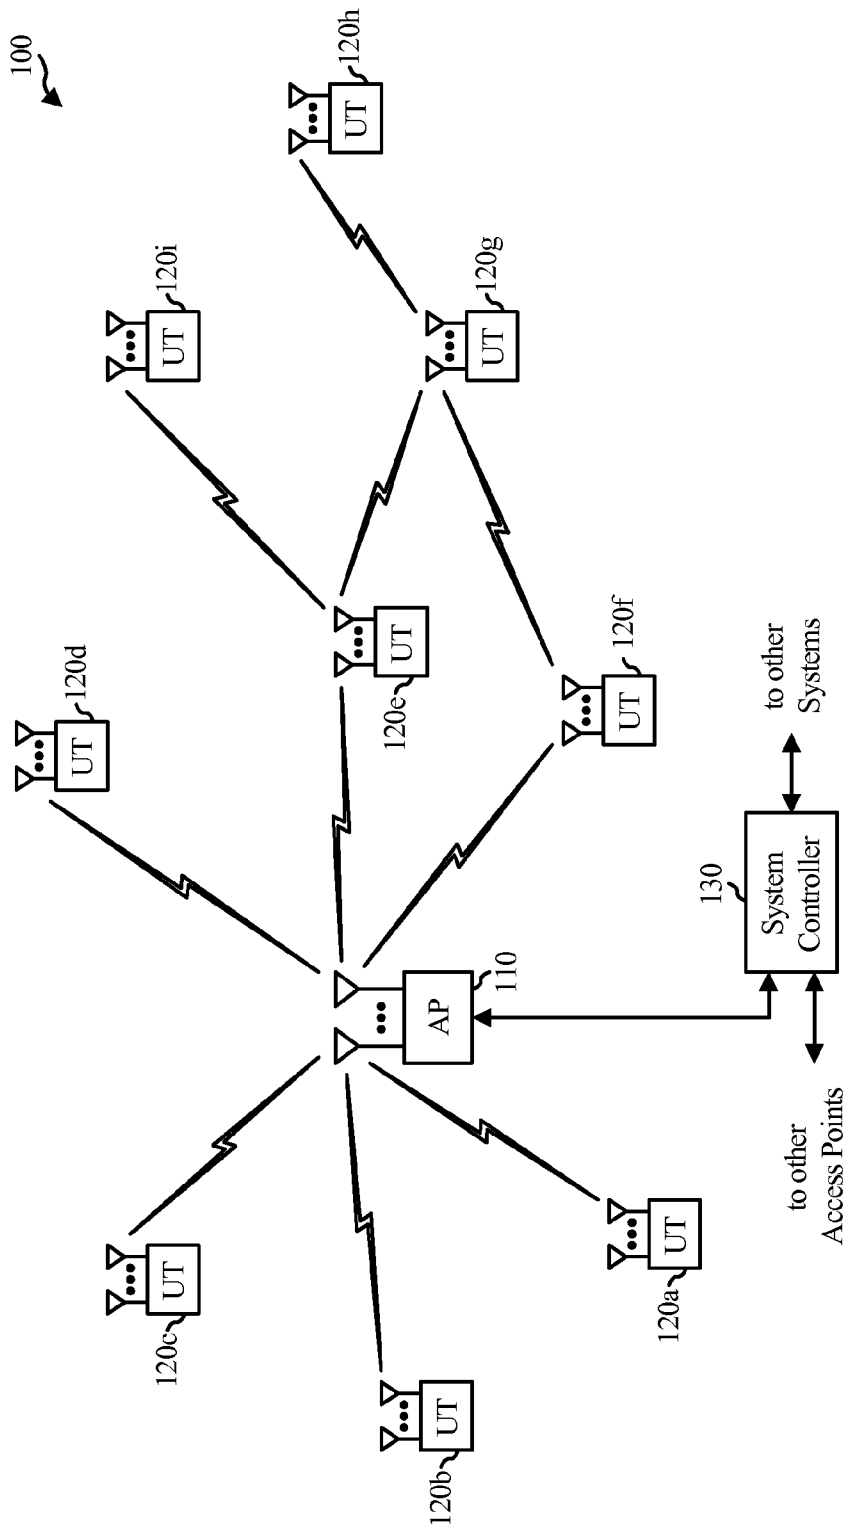 100
120d
UT
120i
UT
120h
UT
120c
UT
120e
UT
120g
UT
120b
UT
AP
110
120f
UT
120a
UT
130
System
Controller
to other
Systems
to other
Access Points